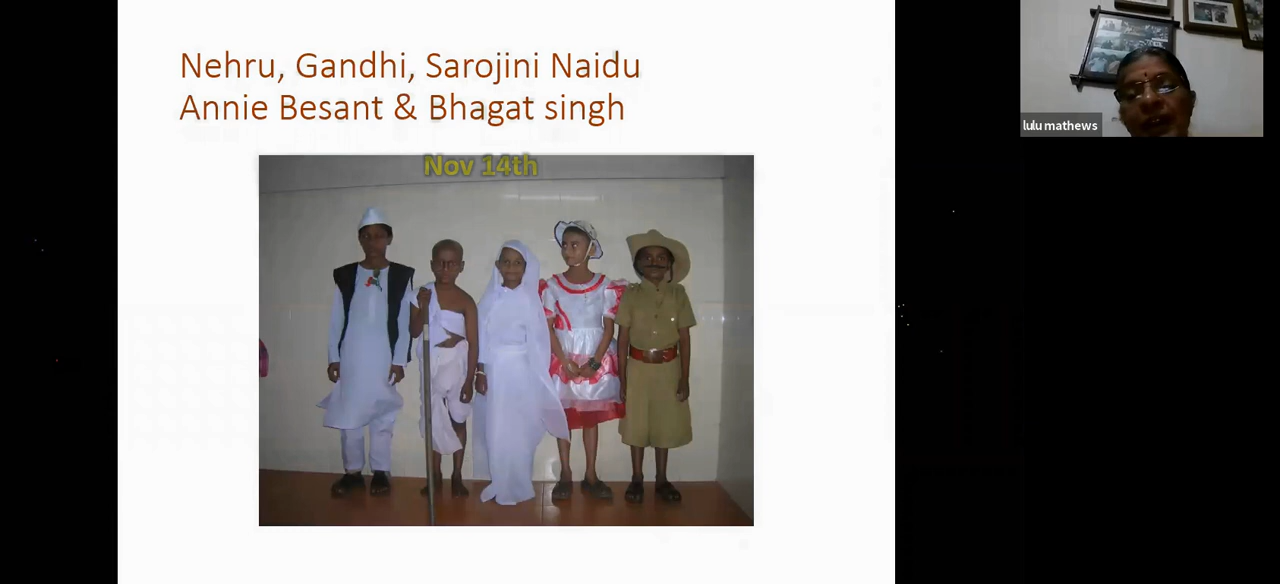 Nehru, Gandhi, Sarojini Naidu
Annie Besant & Bhagat singh
Nov 14th
lulu mathews